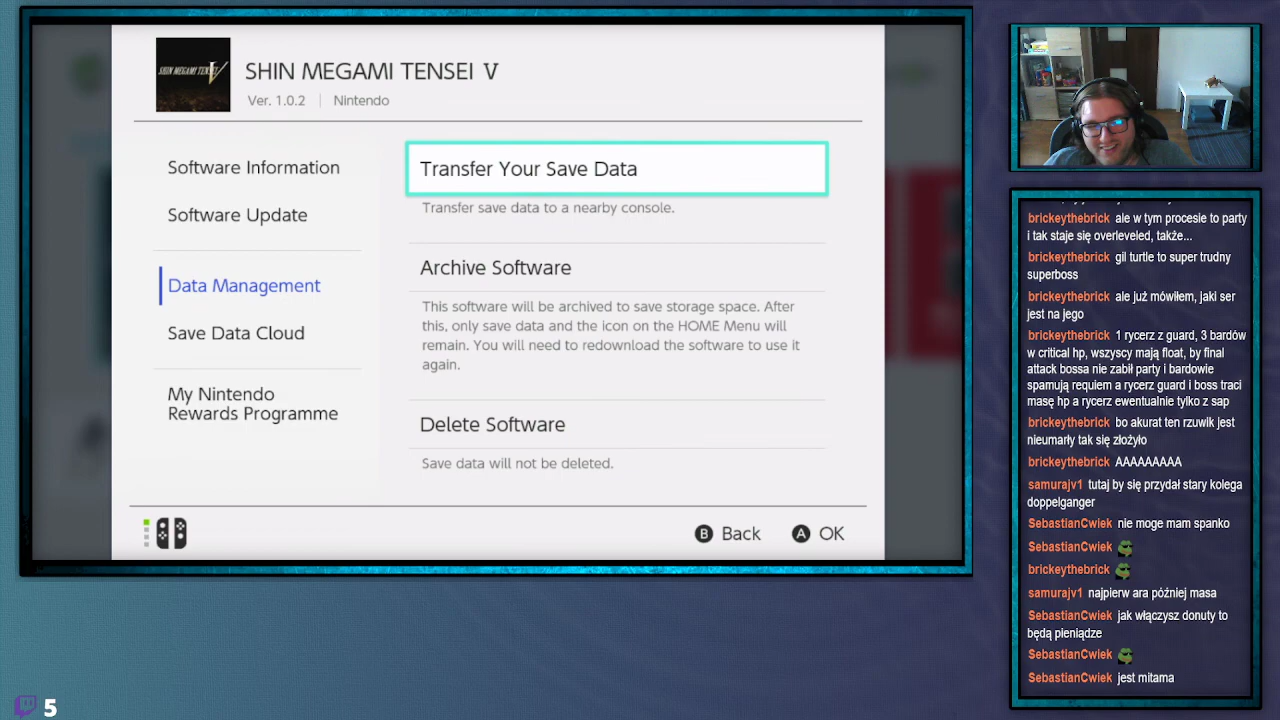 SHIN MEGAMI TENSEI V
SHIN MEGAMI TENSEI V
Ver. 1.0.2 | Nintendo
Software Information
Software Update
Data Management
Save Data Cloud
My Nintendo
Rewards Programme
Transfer Your Save Data
Transfer save data to a nearby console.
Archive Software
This software will be archived to save storage space. After
this, only save data and the icon on the HOME Menu will
remain. You will need to redownload the software to use it
again.
Delete Software
Save data will not be deleted.
B Back A OK
brickeythebrick ale w tym procesie to party
i tak staje się overleveled, także...
brickeythebrick gil turtle to super trudny
superboss
brickeythebrick ale już mówiłem, jaki ser
jest na jego
brickeythebrick 1 rycerz z guard, 3 bardów
w critical hp, wszyscy mają float, by final
attack bossa nie zabił party i bardowie
spamują requiem a rycerz guard i boss traci
masę hp a rycerz ewentualnie tylko z sap
brickeythebrick bo akurat ten rzuwik jest
nieumarły tak się złożyło
brickeythebrick AAAAAAAAA
samurajv1 tutaj by się przydał stary kolega
doppelganger
SebastianCwiek nie moge mam spanko
SebastianCwiek
brickeythebrick
samurajv1 najpierw ara później masa
SebastianCwiek jak włączysz donuty to
będą pieniądze
SebastianCwiek
SebastianCwiek jest mitama
5